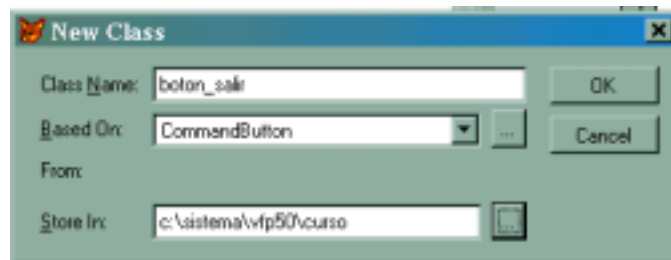 New Class
Class Name: boton_salir OK
Based On: CommandButton ... Cancel
From:
Store In: c:\sistema\vfp50\curso ...